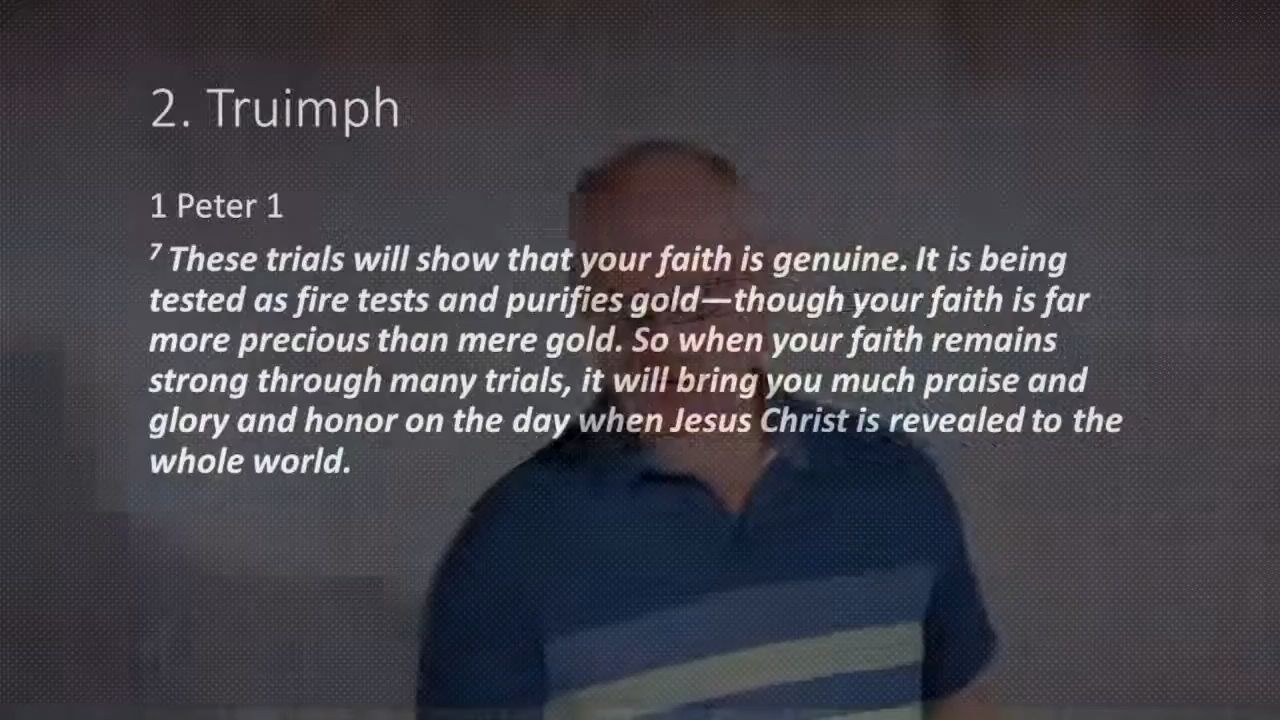 2. Truimph
1 Peter 1
⁷ These trials will show that your faith is genuine. It is being
tested as fire tests and purifies gold—though your faith is far
more precious than mere gold. So when your faith remains
strong through many trials, it will bring you much praise and
glory and honor on the day when Jesus Christ is revealed to the
whole world.